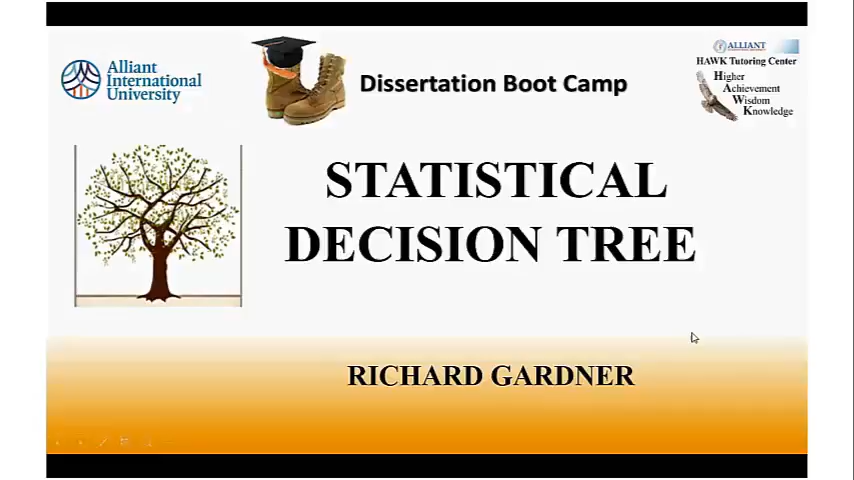 Alliant
International
University
Dissertation Boot Camp
ALLIANT
HAWK Tutoring Center
Higher
Achievement
Wisdom
Knowledge
STATISTICAL
DECISION TREE
RICHARD GARDNER